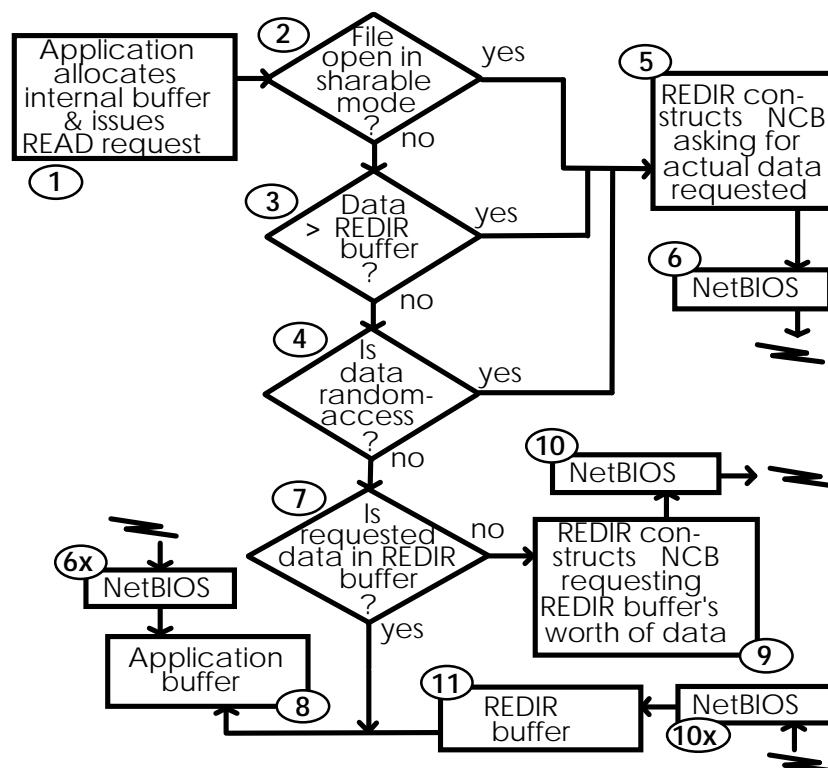 1
Application
allocates
internal buffer
& issues
READ request
2
File
open in
sharable
mode
?
yes
no
3
Data
> REDIR
buffer
?
yes
no
4
Is
data
random-
access
?
yes
no
5
REDIR con-
structs NCB
asking for
actual data
requested
6
NetBIOS
7
Is
requested
data in REDIR
buffer
?
no
yes
10
NetBIOS
REDIR con-
structs NCB
requesting
REDIR buffer's
worth of data
9
6x
NetBIOS
Application
buffer
8
11
REDIR
buffer
NetBIOS
10x